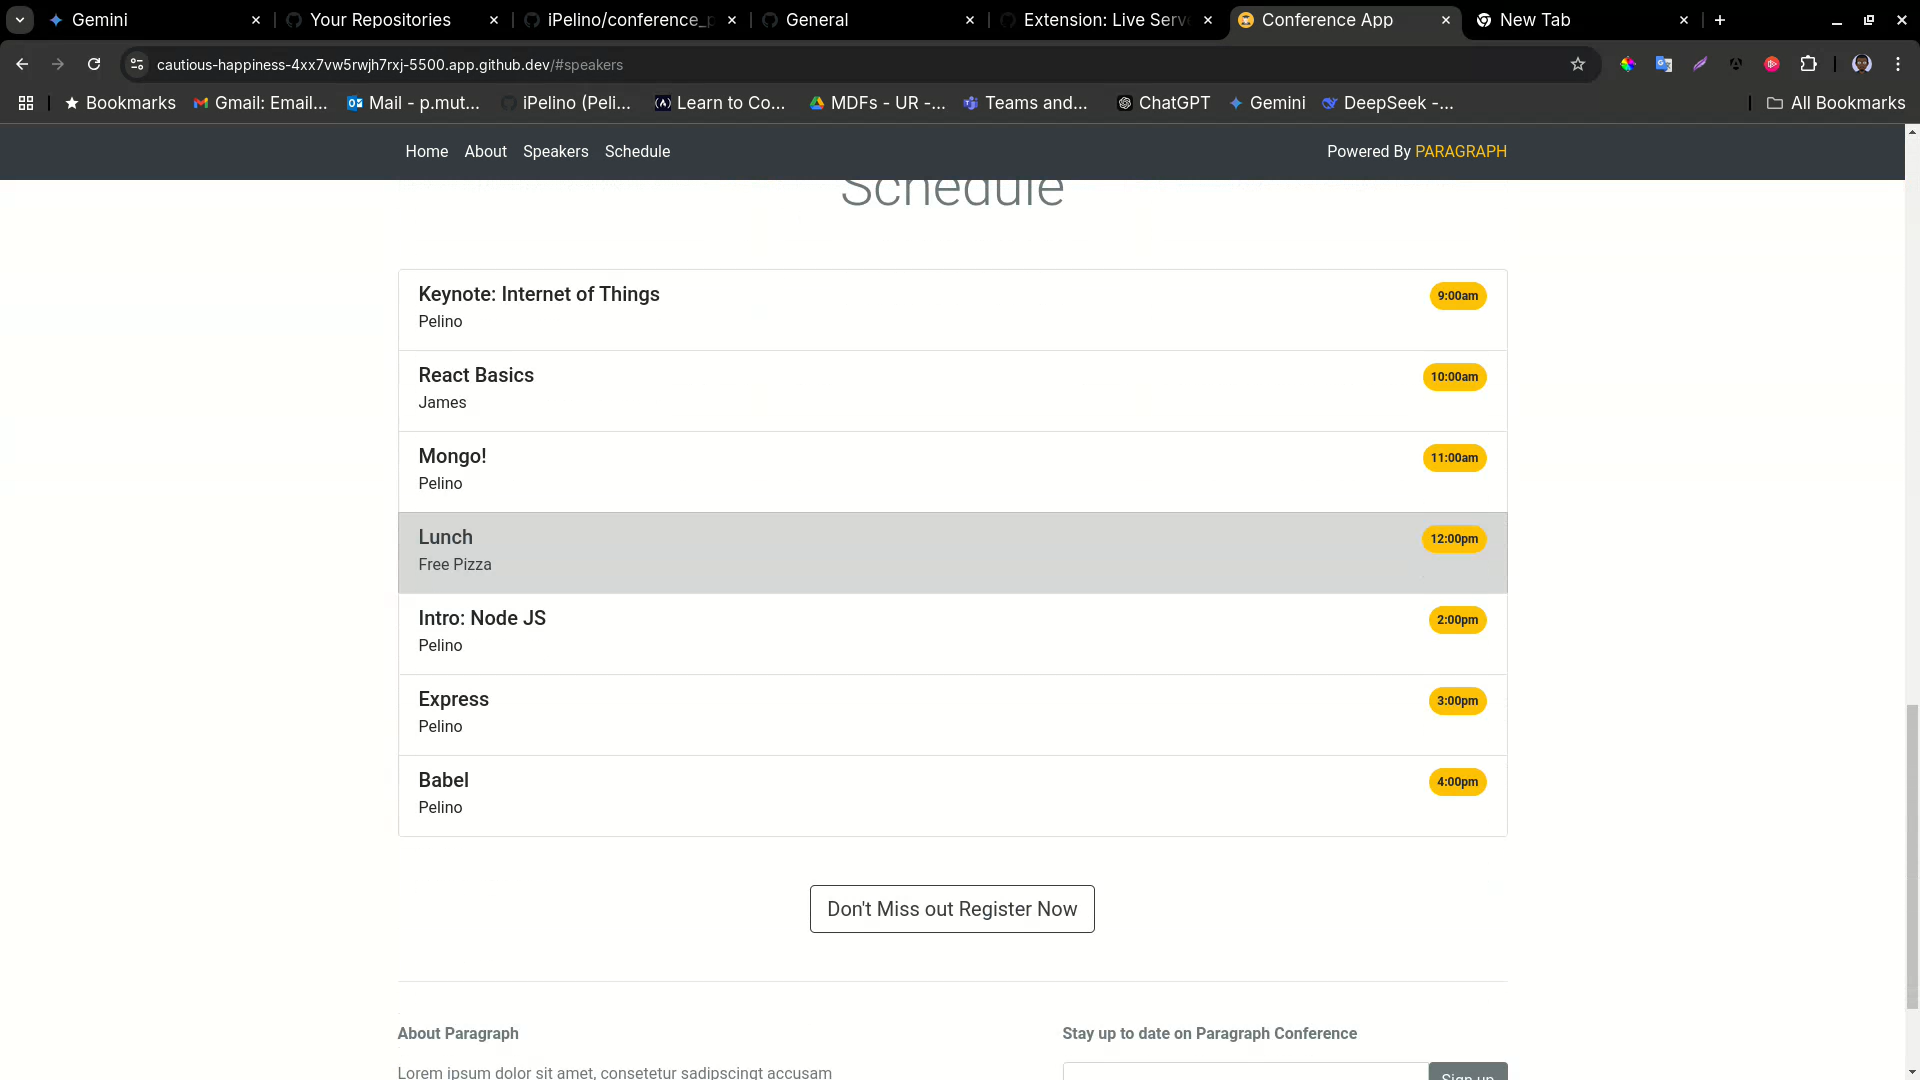 Gemini
Your Repositories
iPelino/conference_p
General
Extension: Live Serve
Conference App
New Tab
cautious-happiness-4xx7vw5rwjh7rxj-5500.app.github.dev/#speakers
Bookmarks
Gmail: Email...
Mail - p.mut...
iPelino (Peli...
Learn to Co...
MDFs - UR -...
Teams and...
ChatGPT
Gemini
DeepSeek -...
All Bookmarks
Home About Speakers Schedule
Powered By PARAGRAPH
Schedule
Keynote: Internet of Things
9:00am
Pelino
React Basics
10:00am
James
Mongo!
11:00am
Pelino
Lunch
12:00pm
Free Pizza
Intro: Node JS
2:00pm
Pelino
Express
3:00pm
Pelino
Babel
4:00pm
Pelino
Don't Miss out Register Now
About Paragraph
Stay up to date on Paragraph Conference
Lorem ipsum dolor sit amet, consetetur sadipscingt accusam
Sign up